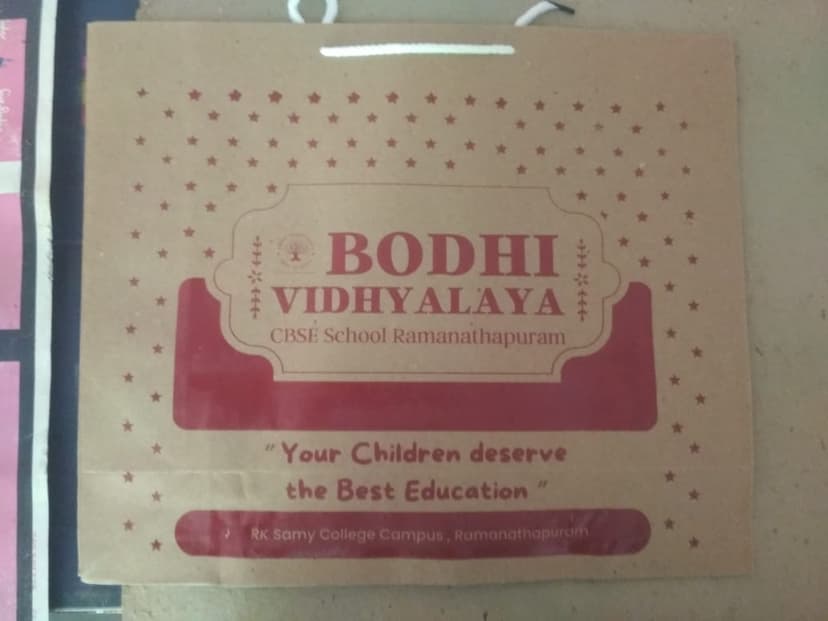 BODHI
VIDHYALAYA
CBSE School Ramanathapuram
" Your Children deserve
the Best Education "
RK Samy College Campus, Ramanathapuram